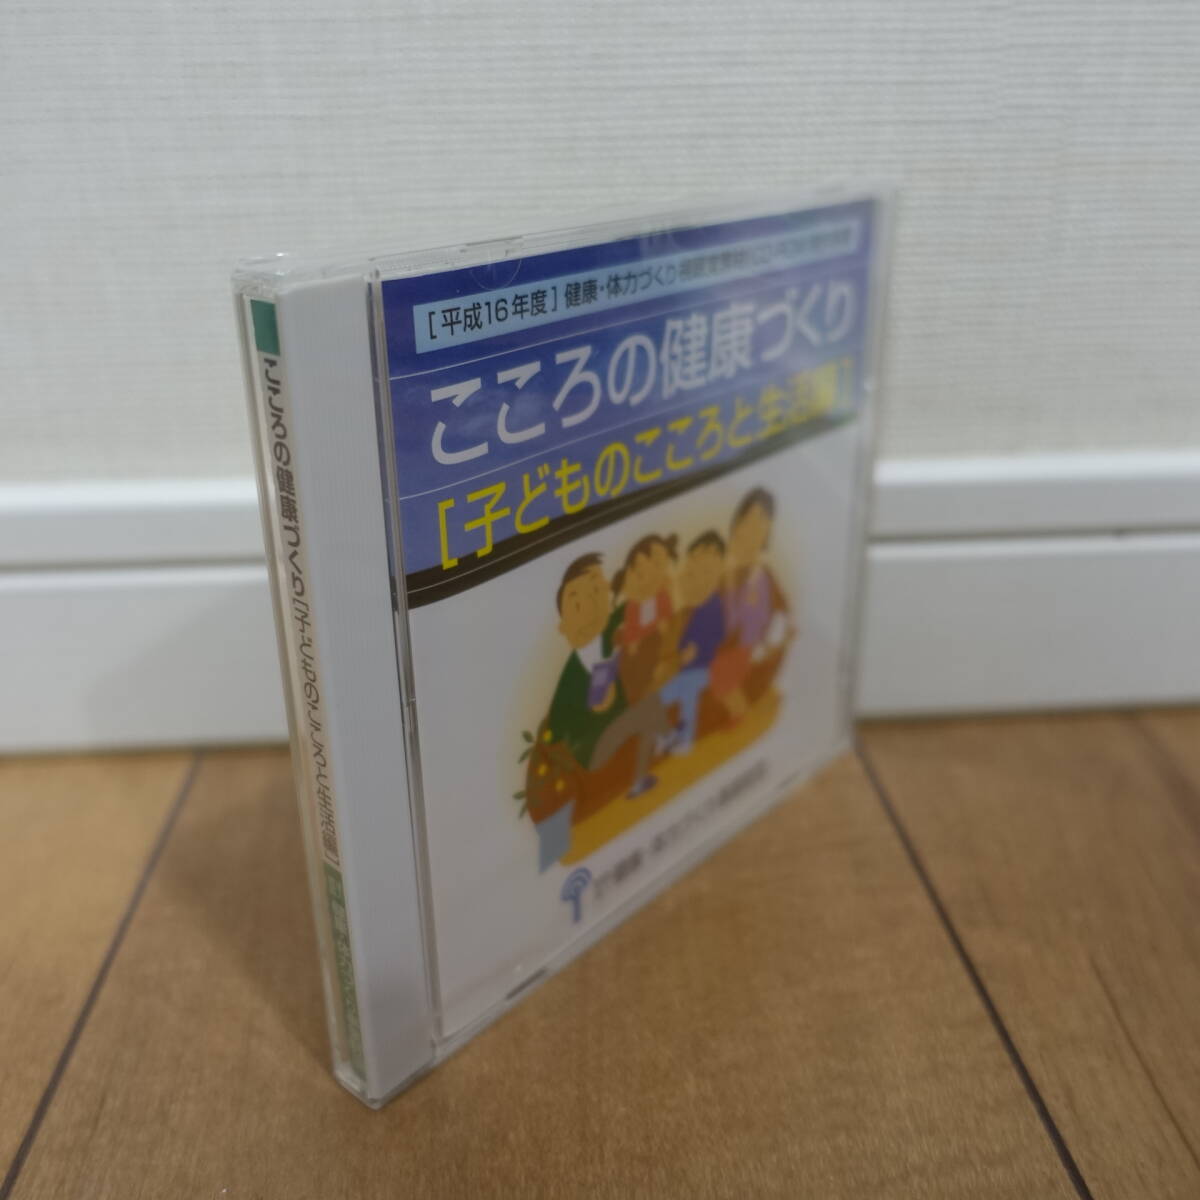 [平成16年度] 健康・体力づくり
こころの健康づくり
[子どものこころと生活編]
こころの健康づくり[子どものこころと生活編]